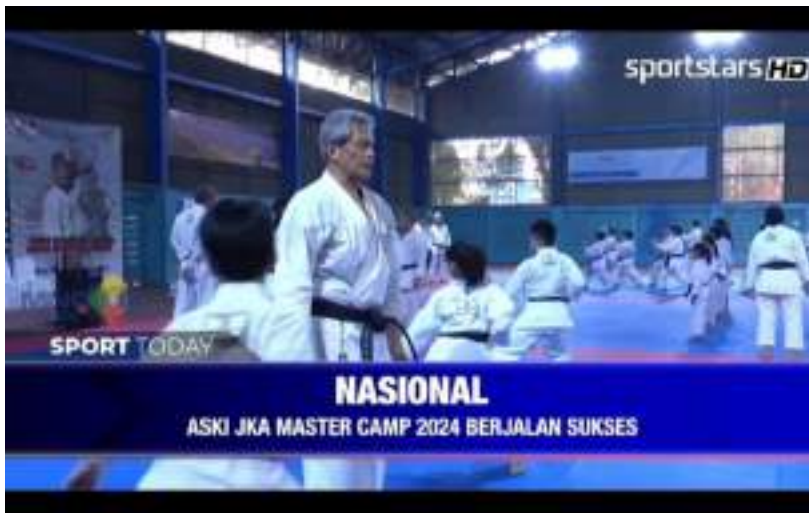 sportstars HD
SPORT TODAY
NASIONAL
ASKI JKA MASTER CAMP 2024 BERJALAN SUKSES